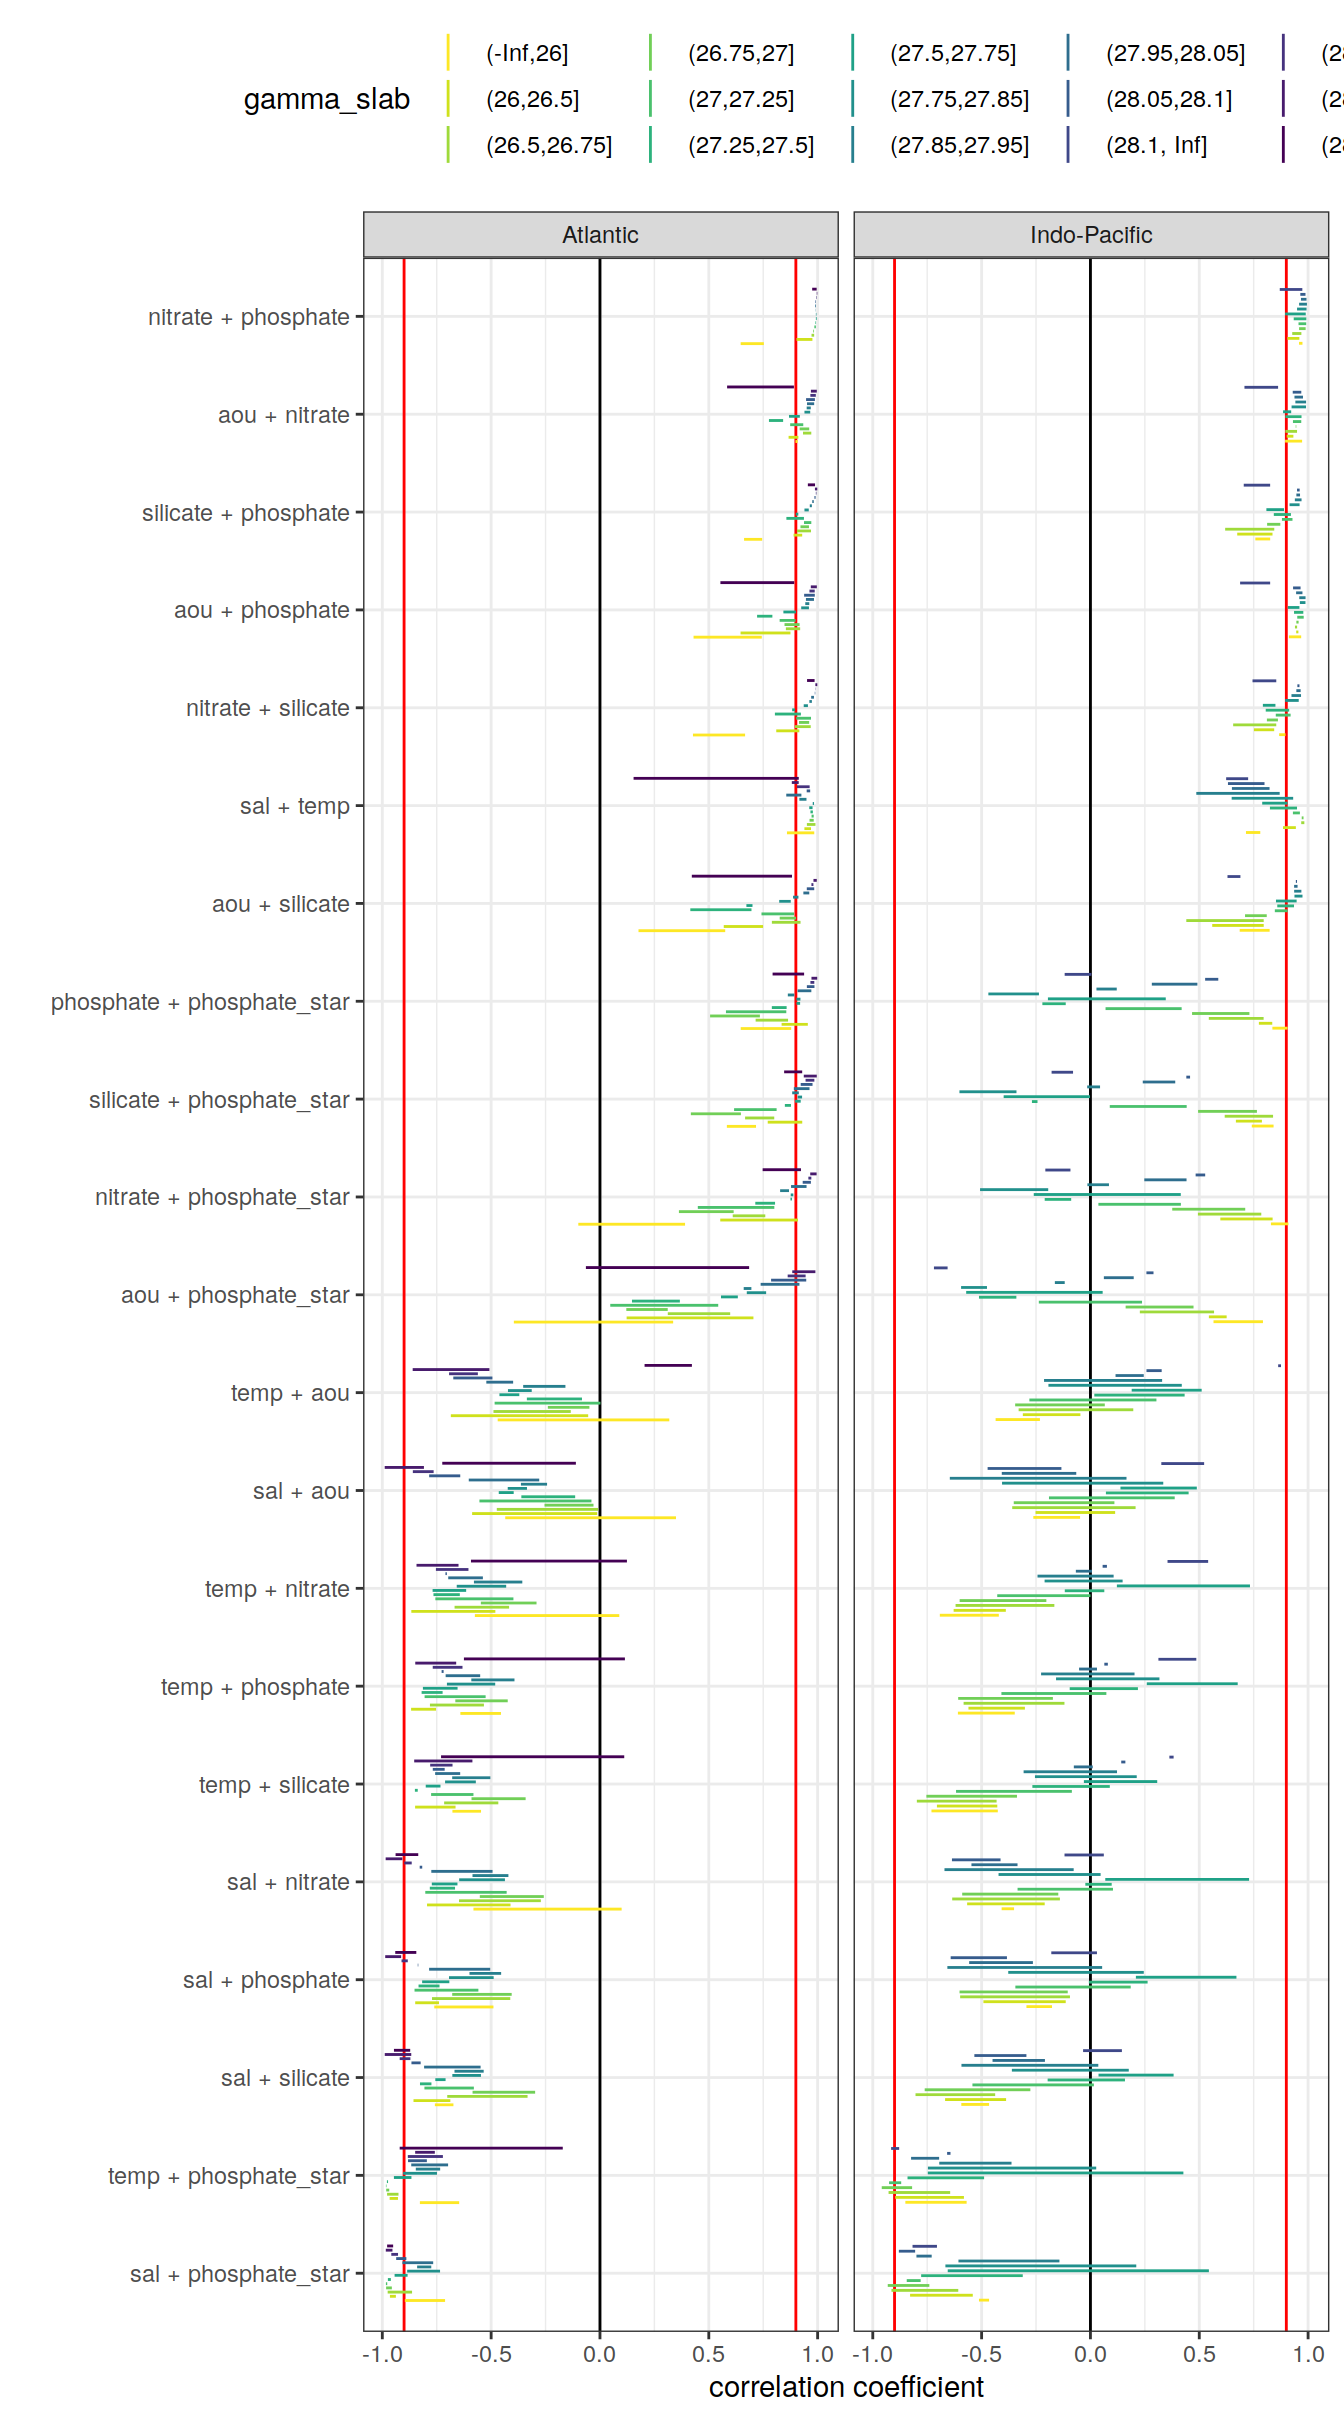 gamma_slab
(-Inf,26] (26.75,27] (27.5,27.75] (27.95,28.05]
(26,26.5] (27,27.25] (27.75,27.85] (28.05,28.1]
(26.5,26.75] (27.25,27.5] (27.85,27.95] (28.1, Inf]
Atlantic Indo-Pacific
nitrate + phosphate
aou + nitrate
silicate + phosphate
aou + phosphate
nitrate + silicate
sal + temp
aou + silicate
phosphate + phosphate_star
silicate + phosphate_star
nitrate + phosphate_star
aou + phosphate_star
temp + aou
sal + aou
temp + nitrate
temp + phosphate
temp + silicate
sal + nitrate
sal + phosphate
sal + silicate
temp + phosphate_star
sal + phosphate_star
-1.0 -0.5 0.0 0.5 1.0 -1.0 -0.5 0.0 0.5 1.0
correlation coefficient